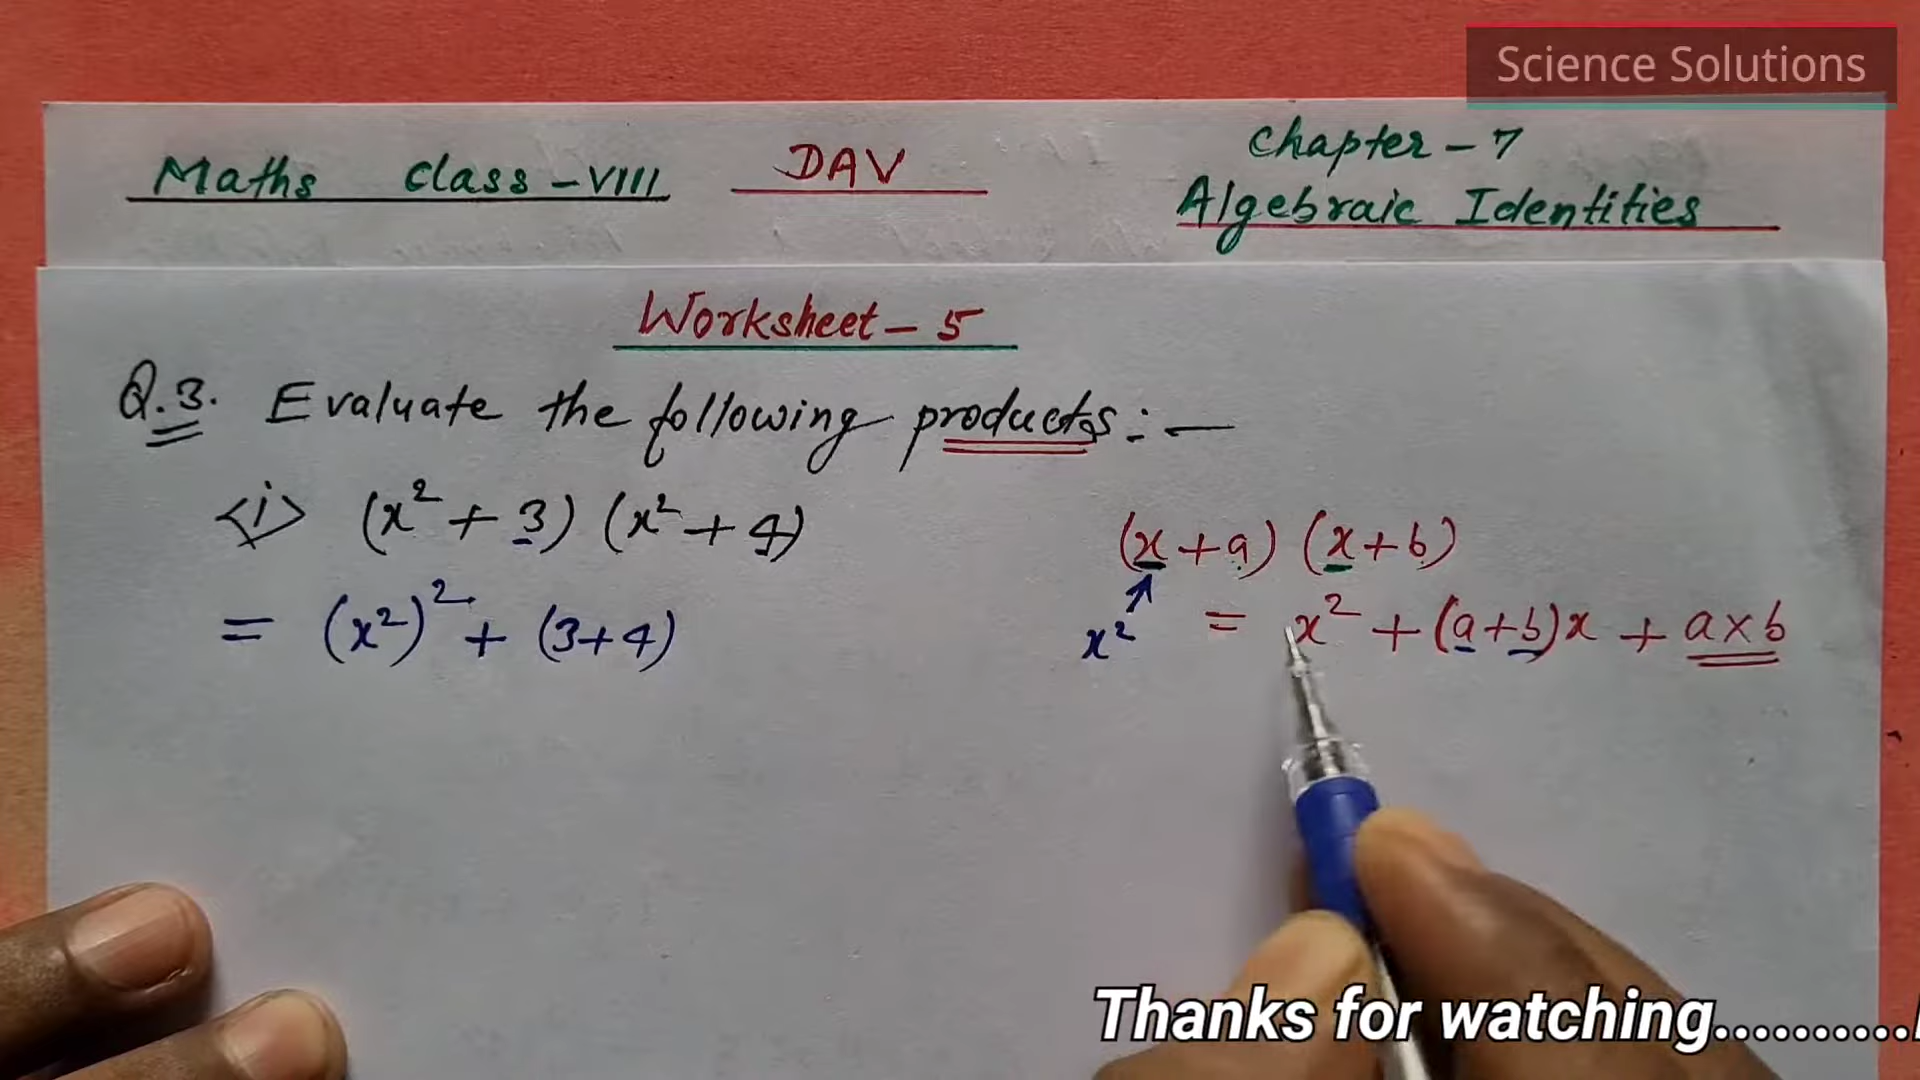 Science Solutions
Maths Class-VIII DAV Chapter-7
Algebraic Identities
Worksheet-5
Q.3. Evaluate the following products:-
<i> (x²+3) (x²+4)
= (x²)² + (3+4)
(x+a) (x+b)
x² = x² + (a+b)x + a×b
Thanks for watching..........